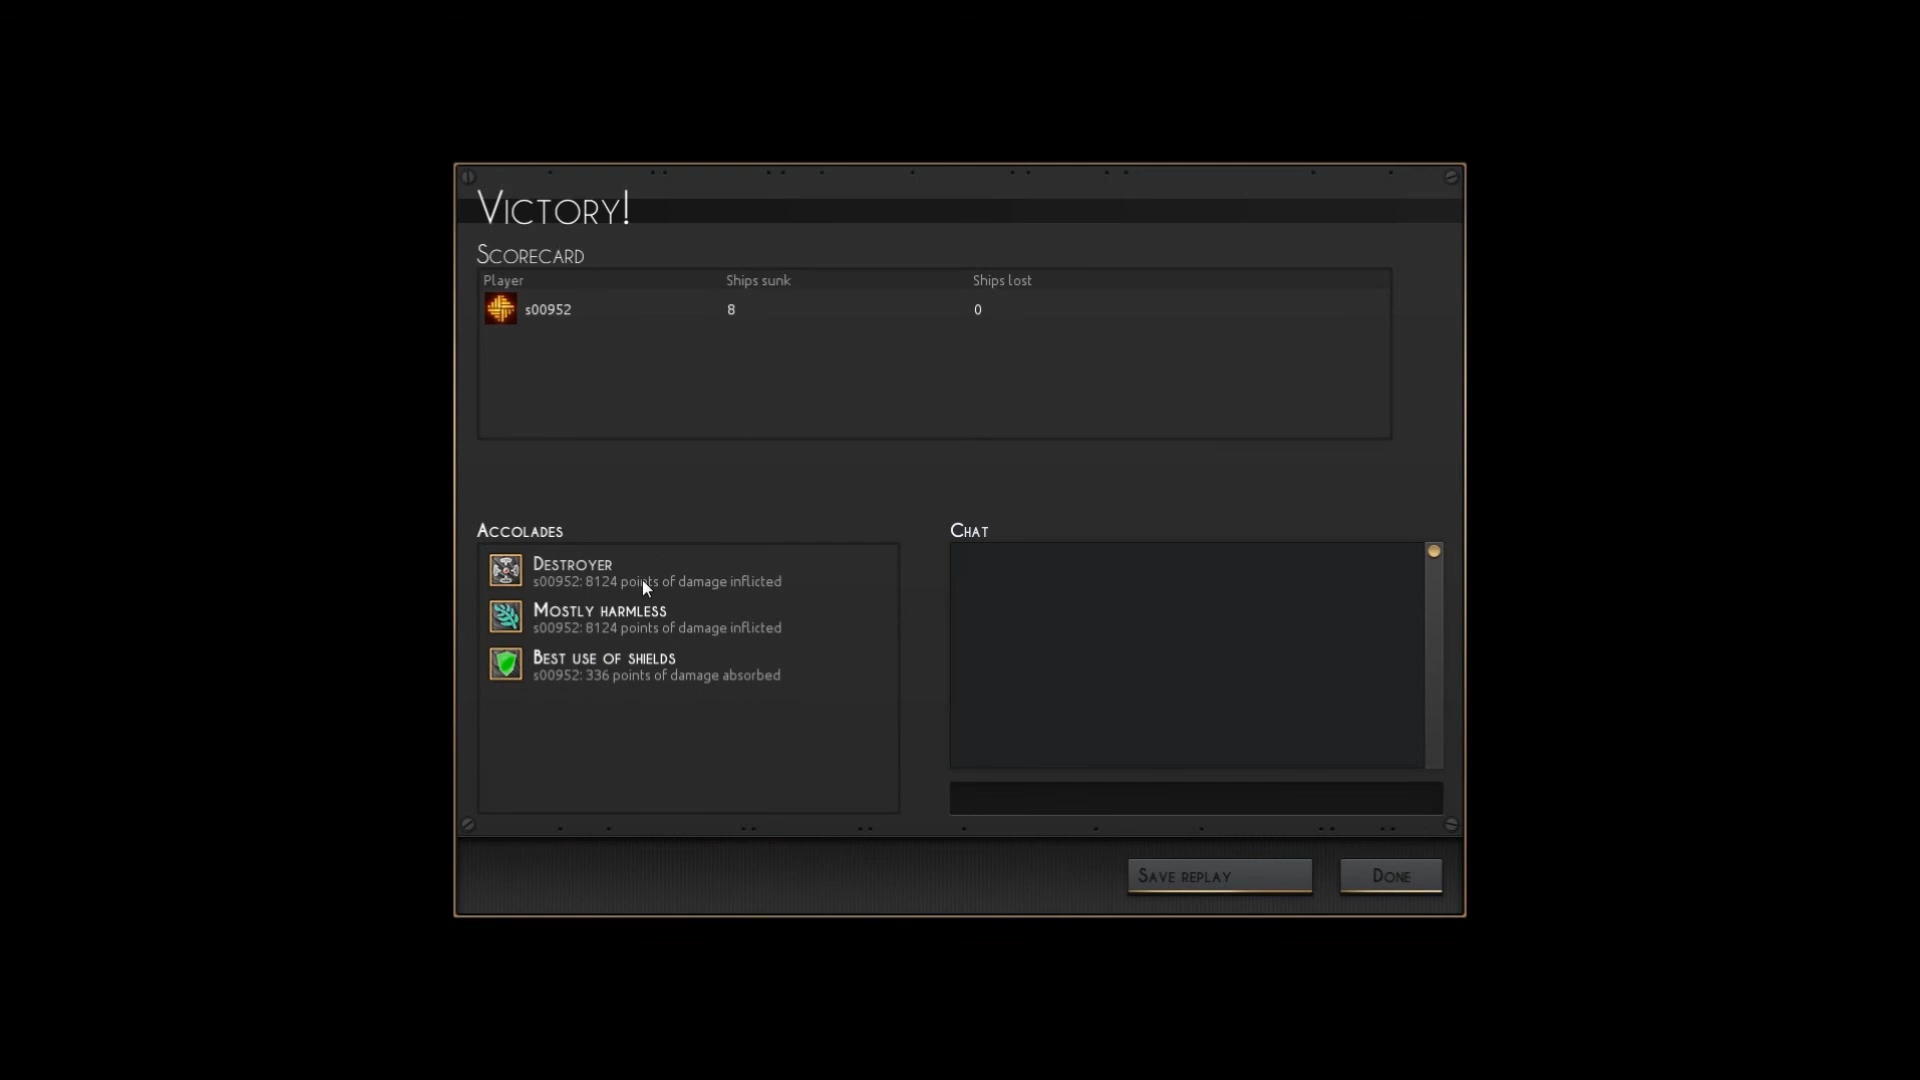 Victory!
Scorecard
Player Ships sunk Ships lost
s00952 8 0
Accolades
Destroyer
s00952: 8124 points of damage inflicted
Mostly harmless
s00952: 8124 points of damage inflicted
Best use of shields
s00952: 336 points of damage absorbed
Chat
Save replay
Done